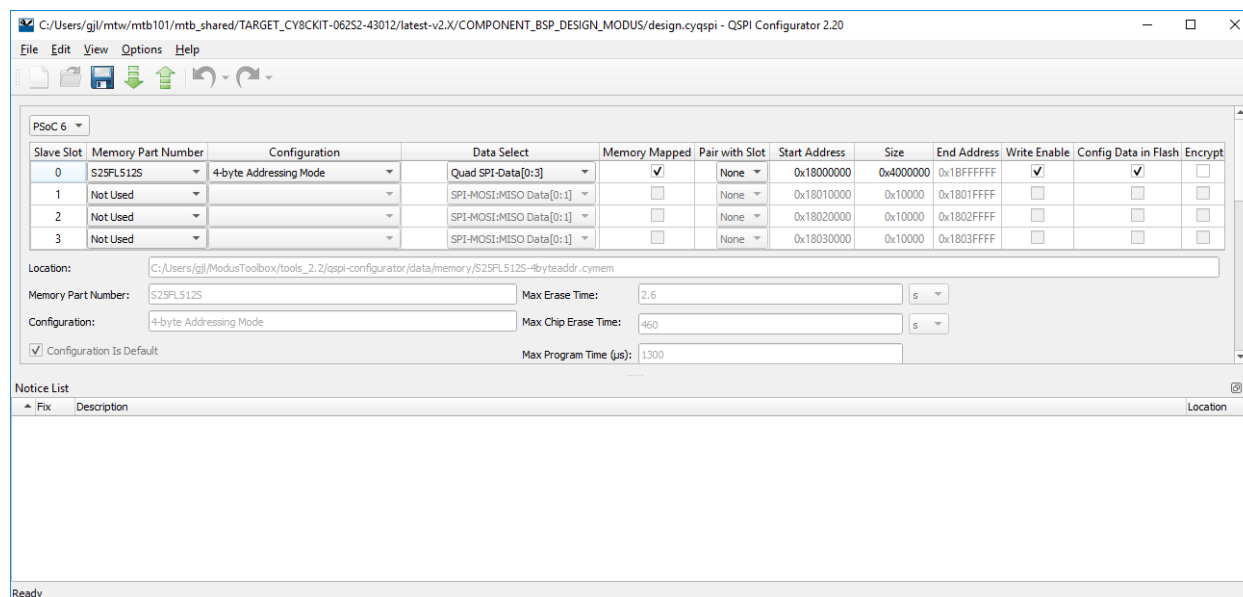 C:/Users/gjl/mtw/mtb101/mtb_shared/TARGET_CY8CKIT-062S2-43012/latest-v2.X/COMPONENT_BSP_DESIGN_MODUS/design.cyqspi - QSPI Configurator 2.20
File Edit View Options Help
PSoC 6
Slave Slot Memory Part Number Configuration Data Select Memory Mapped Pair with Slot Start Address Size End Address Write Enable Config Data in Flash Encrypt
0 S25FL512S 4-byte Addressing Mode Quad SPI-Data[0:3] None 0x18000000 0x4000000 0x1BFFFFFF
1 Not Used SPI-MOSI:MISO Data[0:1] None 0x18010000 0x10000 0x1801FFFF
2 Not Used SPI-MOSI:MISO Data[0:1] None 0x18020000 0x10000 0x1802FFFF
3 Not Used SPI-MOSI:MISO Data[0:1] None 0x18030000 0x10000 0x1803FFFF
Location: C:/Users/gjl/ModusToolbox/tools_2.2/qspi-configurator/data/memory/S25FL512S-4byteaddr.cymem
Memory Part Number: S25FL512S Max Erase Time: 2.6 s
Configuration: 4-byte Addressing Mode Max Chip Erase Time: 460 s
Configuration Is Default Max Program Time (µs): 1300
Notice List
Fix Description Location
Ready